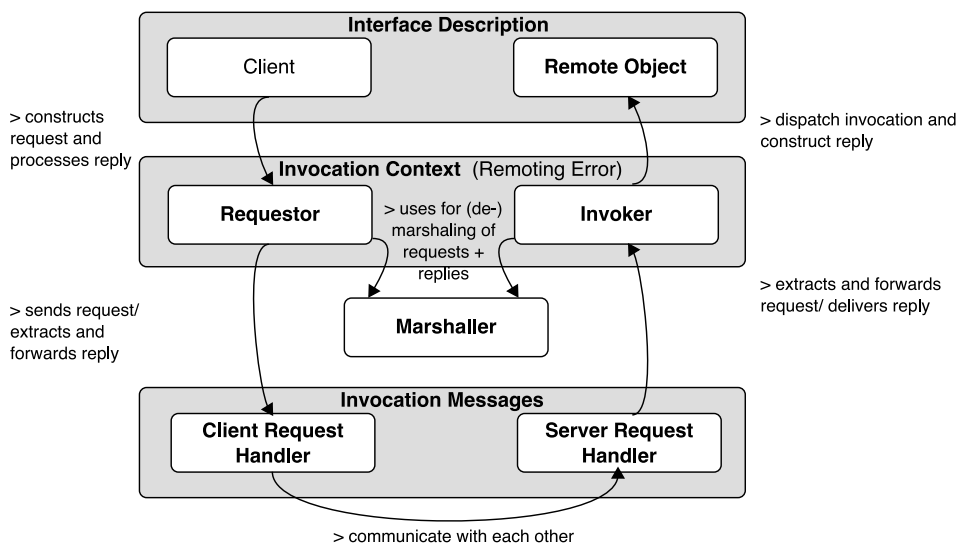 Interface Description
Client
Remote Object
> constructs
request and
processes reply
> dispatch invocation and
construct reply
Invocation Context (Remoting Error)
Requestor
> uses for (de-)
marshaling of
requests +
replies
Invoker
> sends request/
extracts and
forwards reply
> extracts and forwards
request/ delivers reply
Marshaller
Invocation Messages
Client Request
Handler
Server Request
Handler
> communicate with each other